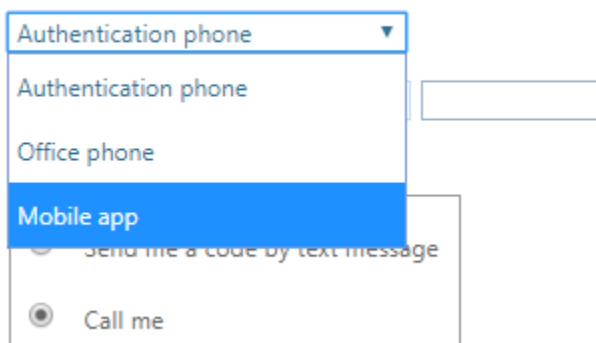 Authentication phone
Authentication phone
Office phone
Mobile app
Send me a code by text message
Call me